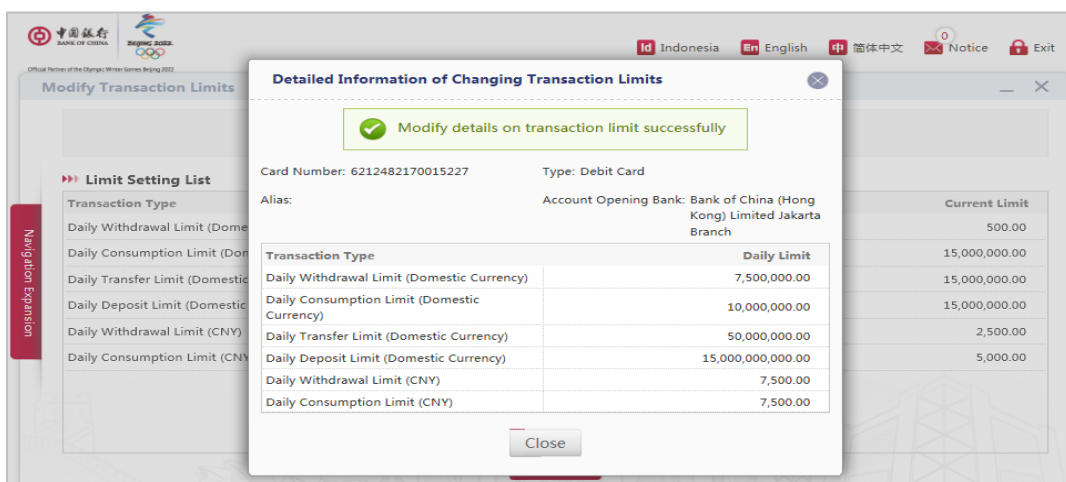 中国银行
BANK OF CHINA
BEIJING 2022
Official Partner of the Olympic Winter Games Beijing 2022
Id Indonesia En English 中 简体中文 0 Notice Exit
Modify Transaction Limits
Detailed Information of Changing Transaction Limits
Modify details on transaction limit successfully
Card Number: 6212482170015227 Type: Debit Card
Alias: Account Opening Bank: Bank of China (Hong
Kong) Limited Jakarta
Branch
Transaction Type Daily Limit
Daily Withdrawal Limit (Domestic Currency) 7,500,000.00
Daily Consumption Limit (Domestic
Currency) 10,000,000.00
Daily Transfer Limit (Domestic Currency) 50,000,000.00
Daily Deposit Limit (Domestic Currency) 15,000,000,000.00
Daily Withdrawal Limit (CNY) 7,500.00
Daily Consumption Limit (CNY) 7,500.00
Close
Limit Setting List
Transaction Type Current Limit
Daily Withdrawal Limit (Dome 500.00
Daily Consumption Limit (Don 15,000,000.00
Daily Transfer Limit (Domestic 15,000,000.00
Daily Deposit Limit (Domestic 15,000,000.00
Daily Withdrawal Limit (CNY) 2,500.00
Daily Consumption Limit (CNY 5,000.00
Navigation Expansion